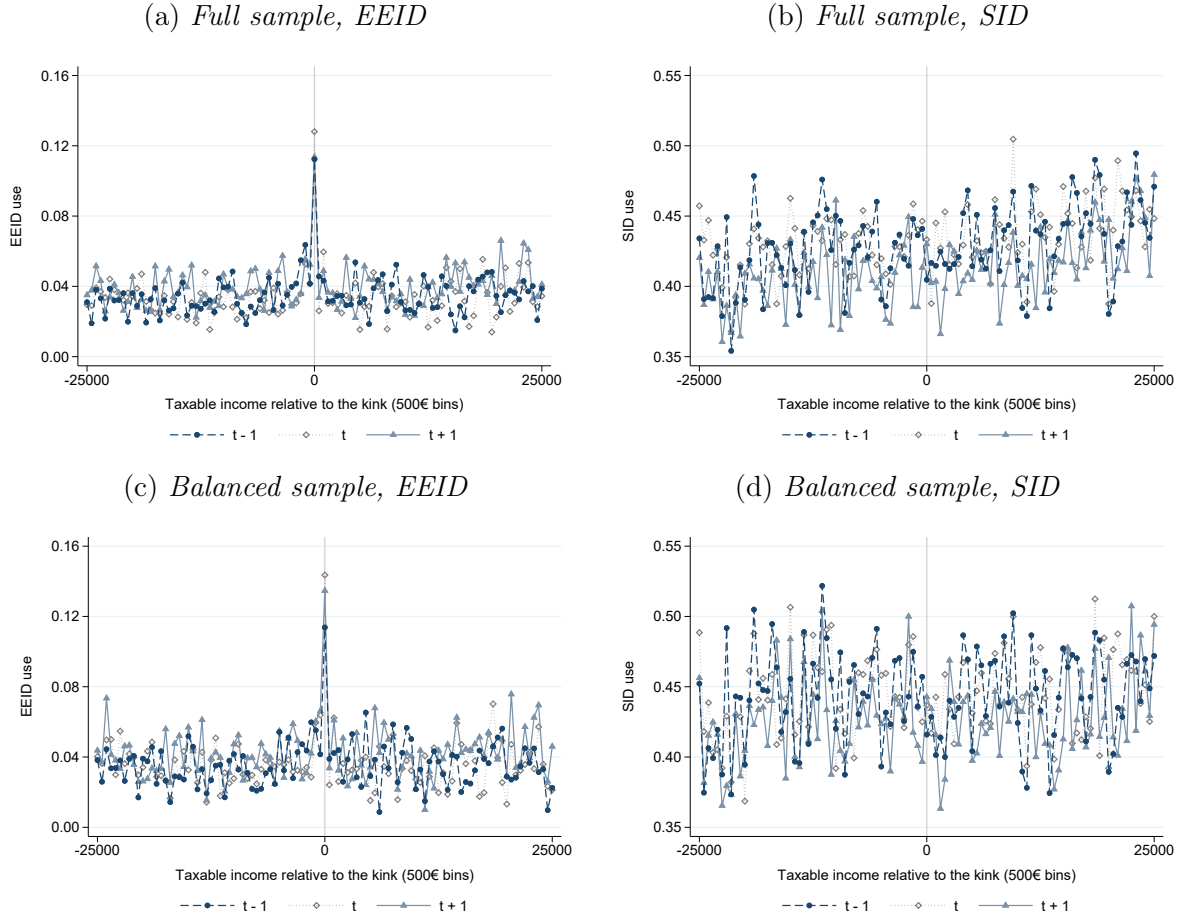 (a) Full sample, EEID
0.16
0.12
0.08
0.04
0.00
EEID use
-25000 0 25000
Taxable income relative to the kink (500€ bins)
t - 1 t t + 1
(b) Full sample, SID
0.55
0.50
0.45
0.40
0.35
SID use
-25000 0 25000
Taxable income relative to the kink (500€ bins)
t - 1 t t + 1
(c) Balanced sample, EEID
0.16
0.12
0.08
0.04
0.00
EEID use
-25000 0 25000
Taxable income relative to the kink (500€ bins)
t - 1 t t + 1
(d) Balanced sample, SID
0.55
0.50
0.45
0.40
0.35
SID use
-25000 0 25000
Taxable income relative to the kink (500€ bins)
t - 1 t t + 1